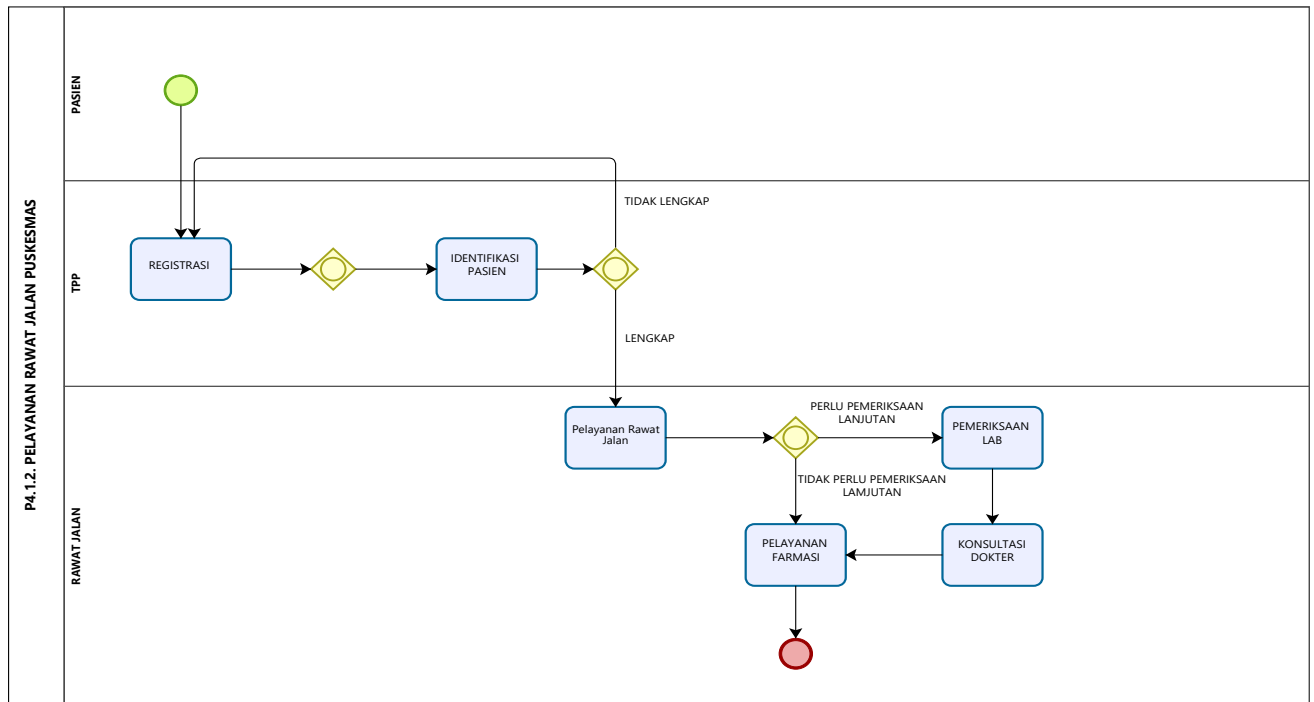 P4.1.2. PELAYANAN RAWAT JALAN PUSKESMAS
PASIEN
TPP
TIDAK LENGKAP
REGISTRASI
IDENTIFIKASI
PASIEN
LENGKAP
RAWAT JALAN
Pelayanan Rawat
Jalan
PERLU PEMERIKSAAN
LANJUTAN
PEMERIKSAAN
LAB
TIDAK PERLU PEMERIKSAAN
LAMJUTAN
PELAYANAN
FARMASI
KONSULTASI
DOKTER